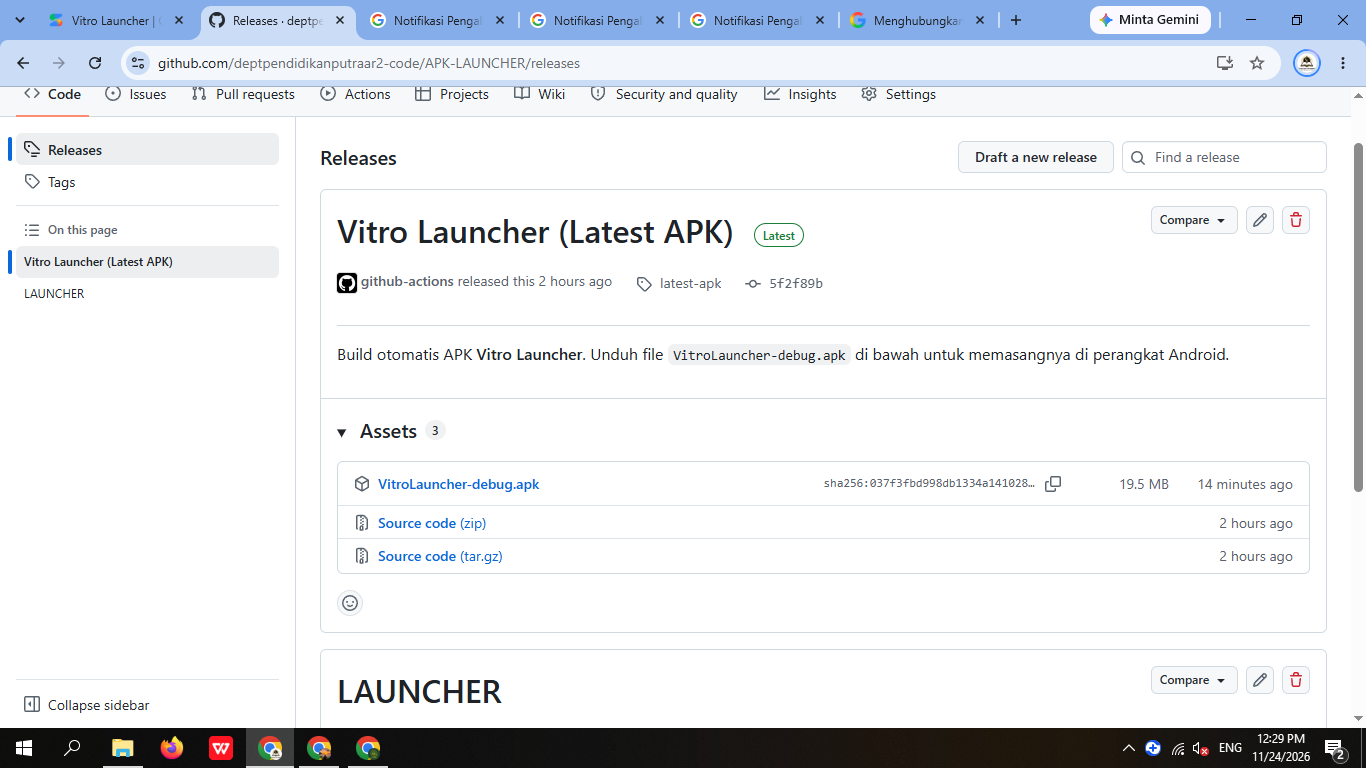 Vitro Launcher | 
Releases · deptpe
Notifikasi Pengal
Notifikasi Pengal
Notifikasi Pengal
Menghubungkan
Minta Gemini
github.com/deptpendidikanputraar2-code/APK-LAUNCHER/releases
Code
Issues
Pull requests
Actions
Projects
Wiki
Security and quality
Insights
Settings
Releases
Tags
On this page
Vitro Launcher (Latest APK)
LAUNCHER
Collapse sidebar
Releases
Draft a new release
Find a release
Vitro Launcher (Latest APK) Latest
Compare
github-actions released this 2 hours ago latest-apk 5f2f89b
Build otomatis APK Vitro Launcher. Unduh file VitroLauncher-debug.apk di bawah untuk memasangnya di perangkat Android.
Assets 3
VitroLauncher-debug.apk sha256:037f3fbd998db1334a141028… 19.5 MB 14 minutes ago
Source code (zip) 2 hours ago
Source code (tar.gz) 2 hours ago
LAUNCHER
Compare
ENG
12:29 PM
11/24/2026
2